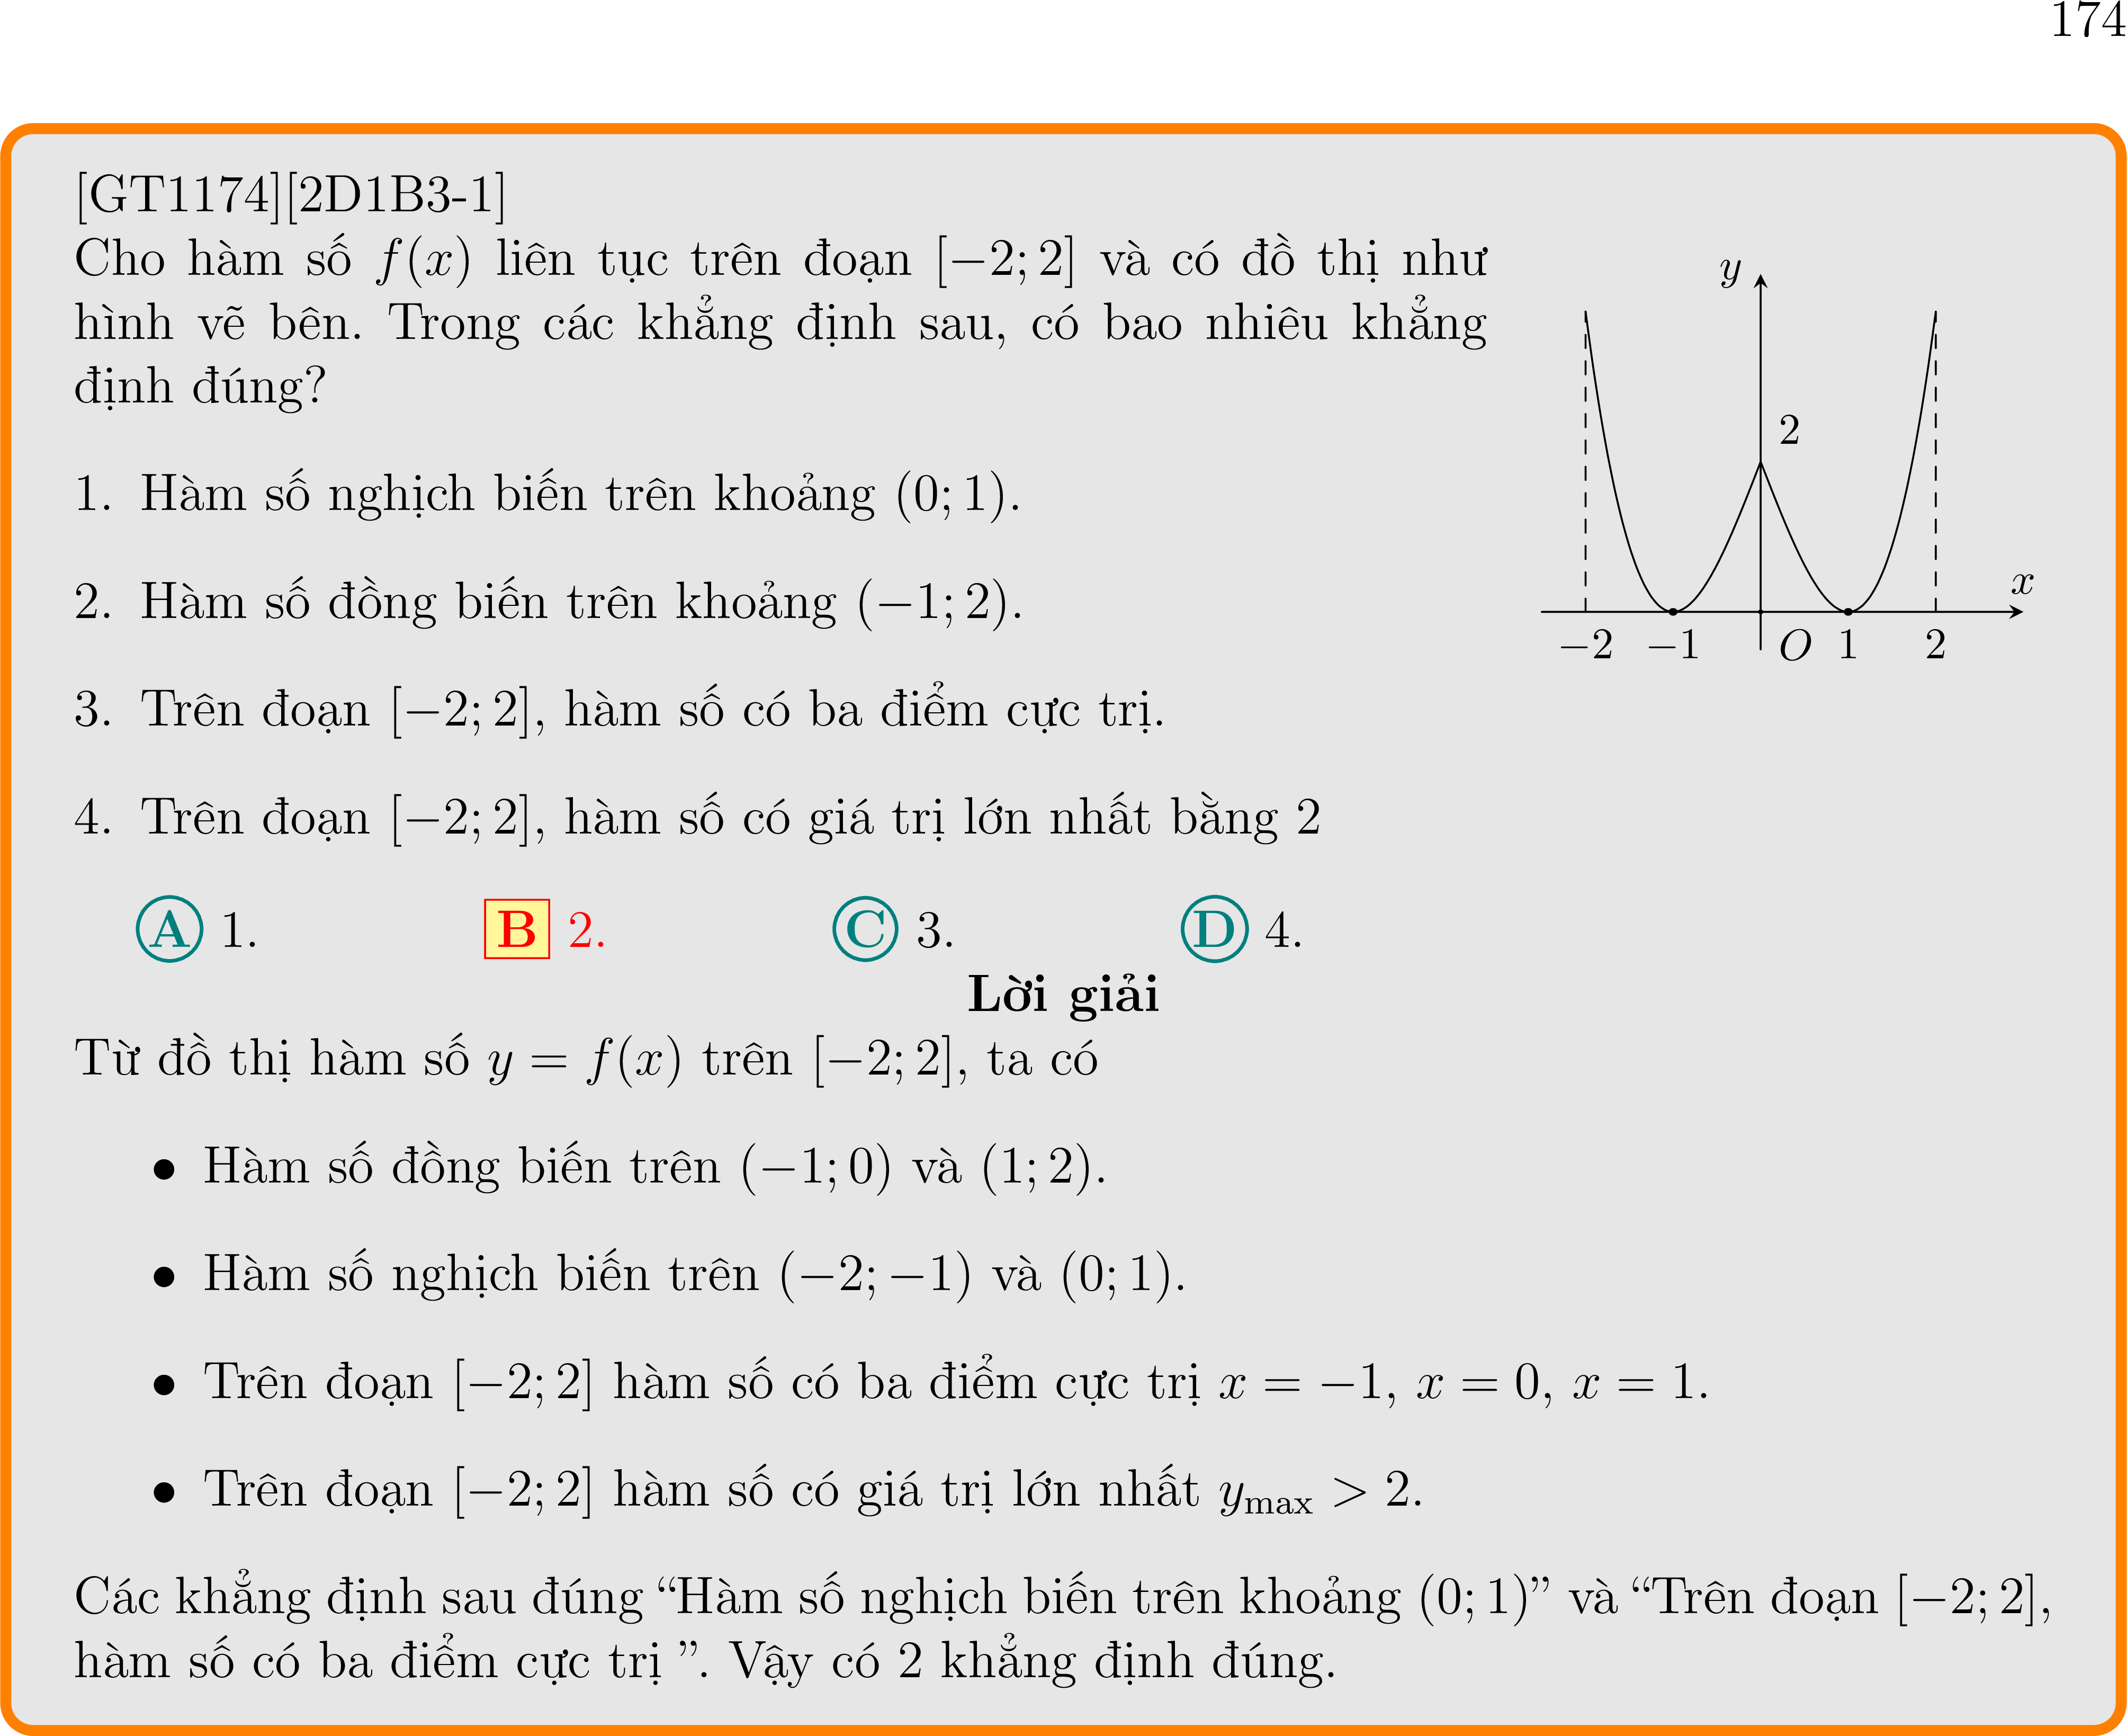 174
[GT1174][2D1B3-1]
Cho hàm số f(x) liên tục trên đoạn [−2; 2] và có đồ thị như
hình vẽ bên. Trong các khẳng định sau, có bao nhiêu khẳng
định đúng?
1. Hàm số nghịch biến trên khoảng (0; 1).
2. Hàm số đồng biến trên khoảng (−1; 2).
3. Trên đoạn [−2; 2], hàm số có ba điểm cực trị.
4. Trên đoạn [−2; 2], hàm số có giá trị lớn nhất bằng 2
y
2
x
−2 −1 O 1 2
A 1. B 2. C 3. D 4.
Lời giải
Từ đồ thị hàm số y = f(x) trên [−2; 2], ta có
• Hàm số đồng biến trên (−1; 0) và (1; 2).
• Hàm số nghịch biến trên (−2; −1) và (0; 1).
• Trên đoạn [−2; 2] hàm số có ba điểm cực trị x = −1, x = 0, x = 1.
• Trên đoạn [−2; 2] hàm số có giá trị lớn nhất y_max > 2.
Các khẳng định sau đúng “Hàm số nghịch biến trên khoảng (0; 1)” và “Trên đoạn [−2; 2],
hàm số có ba điểm cực trị ”. Vậy có 2 khẳng định đúng.